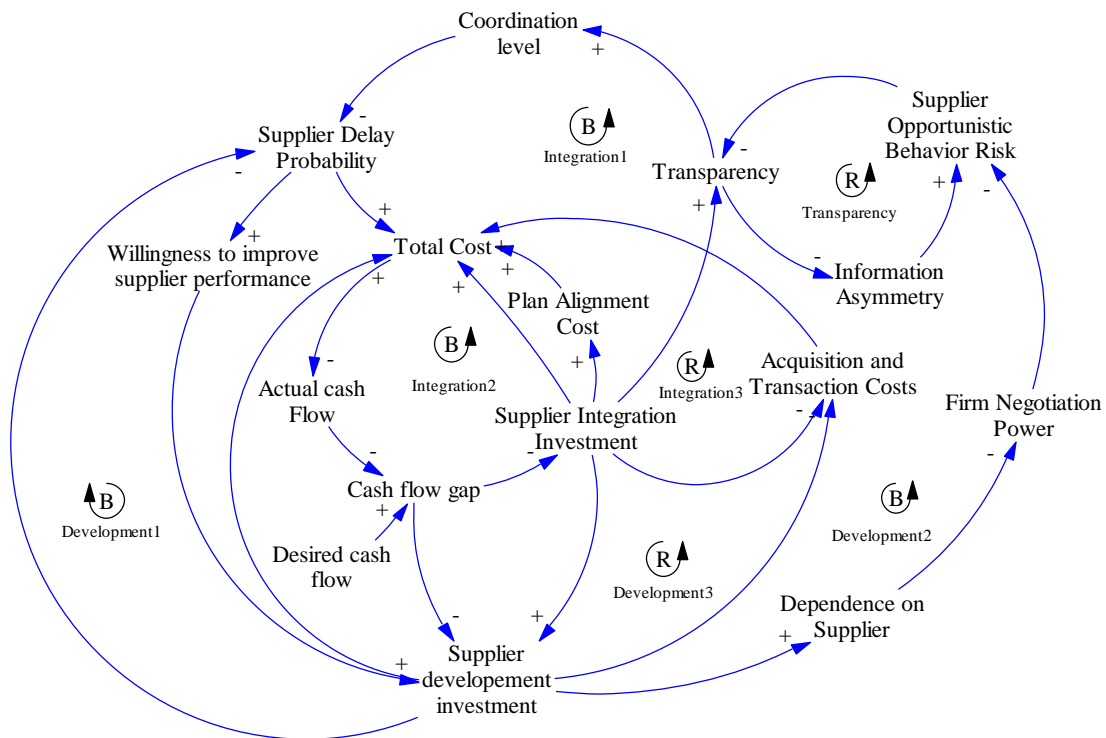 Coordination
level
+
B
Integration1
-
Supplier Delay
Probability
-
+
+
Willingness to improve
supplier performance
Transparency
-
+
Supplier
Opportunistic
Behavior Risk
+
-
R
Transparency
-
Information
Asymmetry
Total Cost
+
+
+
+
+
Plan Alignment
Cost
+
B
Integration2
-
Actual cash
Flow
-
Supplier Integration
Investment
-
R
Integration3
Acquisition and
Transaction Costs
-
-
Firm Negotiation
Power
-
Cash flow gap
+
Desired cash
flow
B
Development1
B
Development2
R
Development3
-
+
Dependence on
Supplier
+
+
Supplier
developement
investment